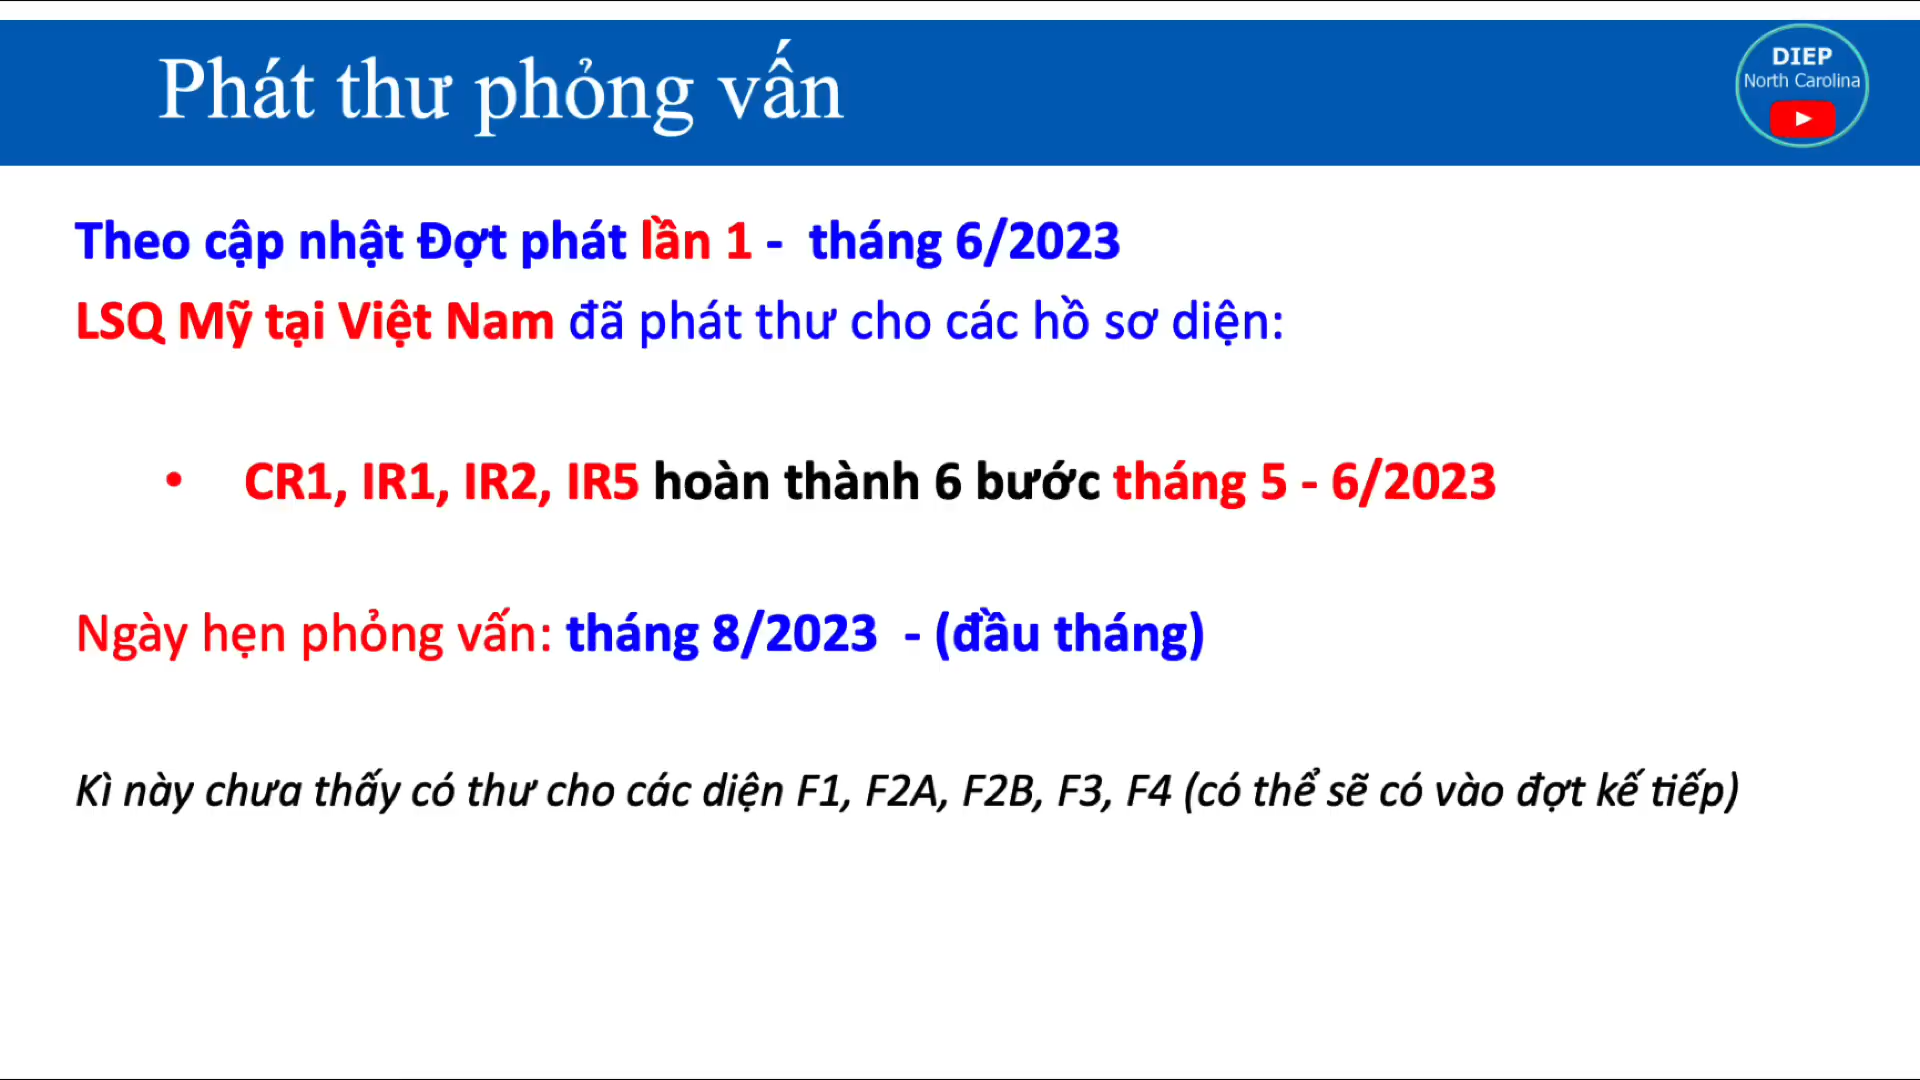 Phát thư phỏng vấn
DIEP
North Carolina
Theo cập nhật Đợt phát lần 1 - tháng 6/2023
LSQ Mỹ tại Việt Nam đã phát thư cho các hồ sơ diện:
• CR1, IR1, IR2, IR5 hoàn thành 6 bước tháng 5 - 6/2023
Ngày hẹn phỏng vấn: tháng 8/2023 - (đầu tháng)
Kì này chưa thấy có thư cho các diện F1, F2A, F2B, F3, F4 (có thể sẽ có vào đợt kế tiếp)